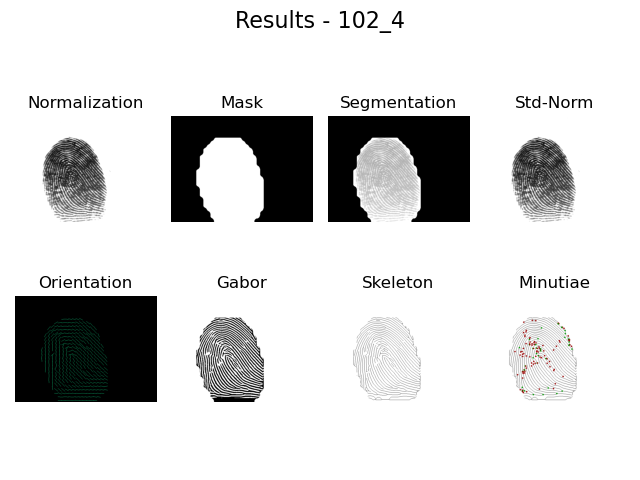 Results - 102_4
Normalization Mask Segmentation Std-Norm
Orientation Gabor Skeleton Minutiae